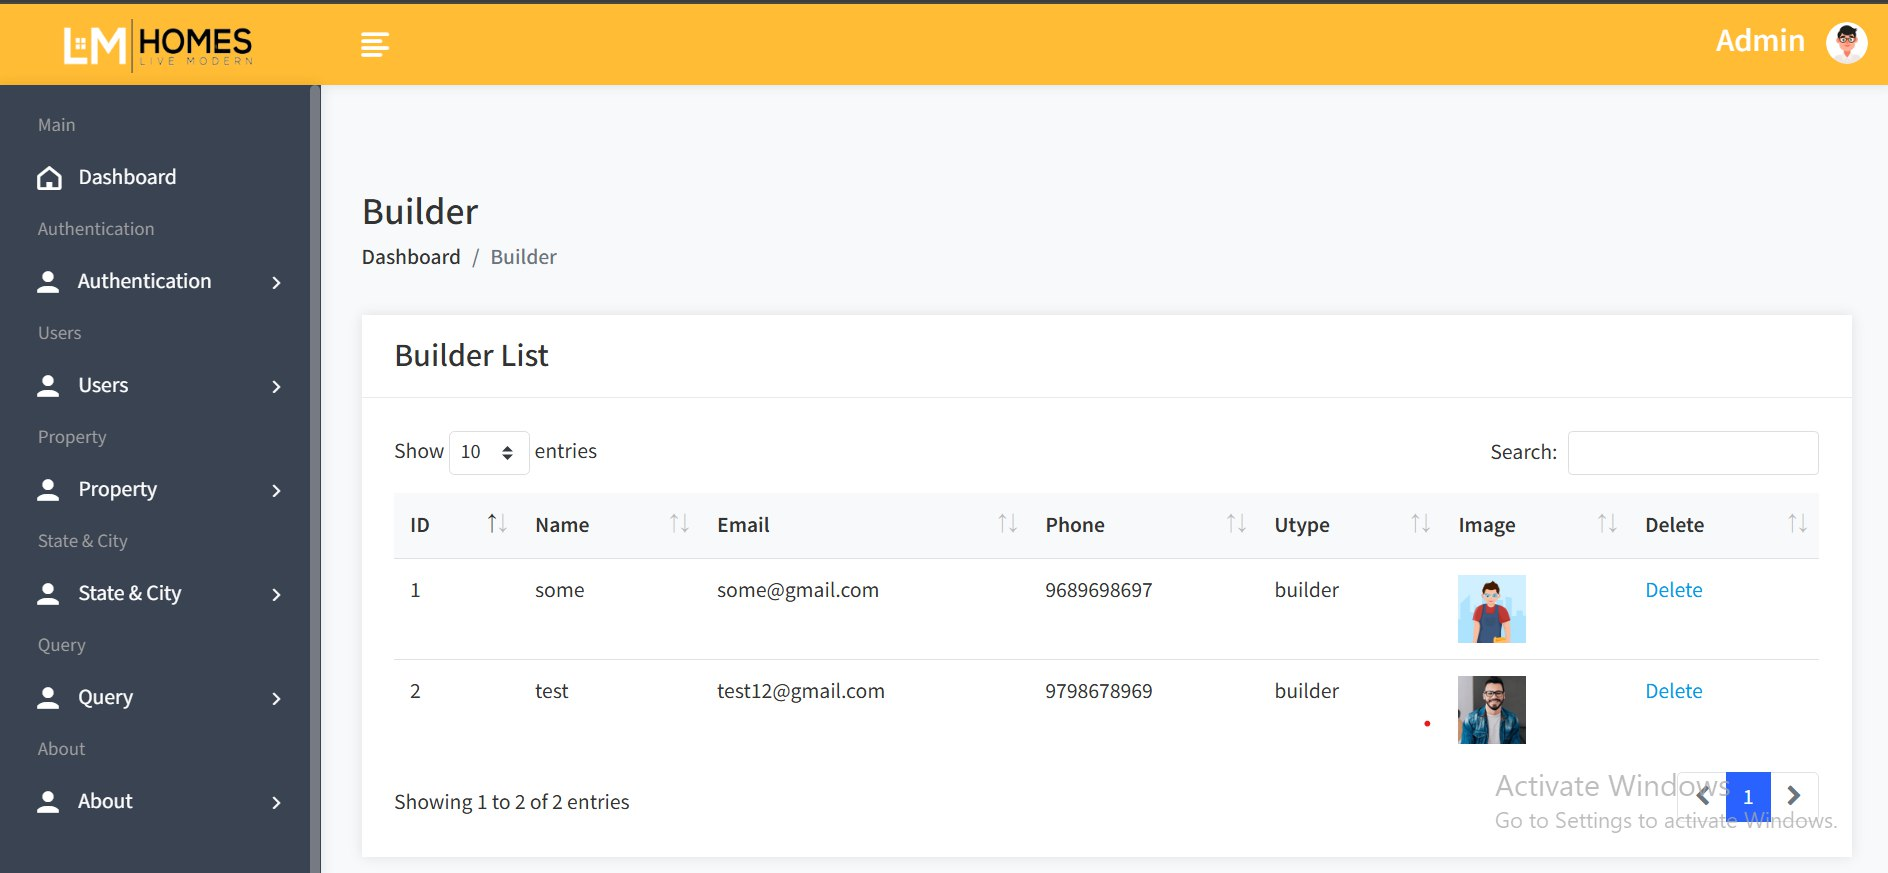 LM HOMES
LIVE MODERN
Admin
Main
Dashboard
Authentication
Authentication
Users
Users
Property
Property
State & City
State & City
Query
Query
About
About
Builder
Dashboard / Builder
Builder List
Show 10 entries
Search:
ID Name Email Phone Utype Image Delete
1 some some@gmail.com 9689698697 builder Delete
2 test test12@gmail.com 9798678969 builder Delete
Showing 1 to 2 of 2 entries
1
Activate Windows
Go to Settings to activate Windows.